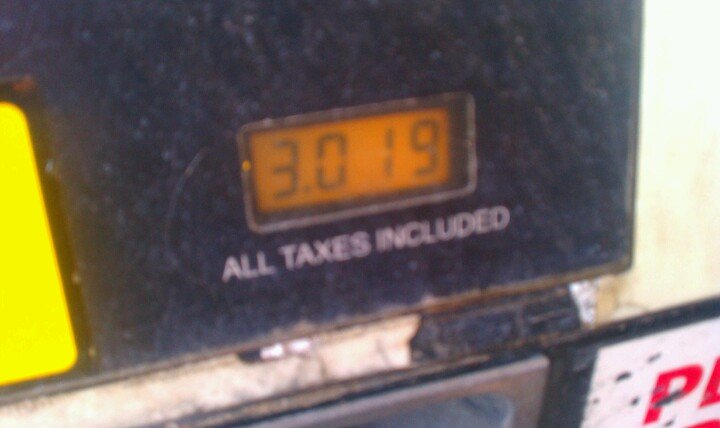 3.019
ALL TAXES INCLUDED